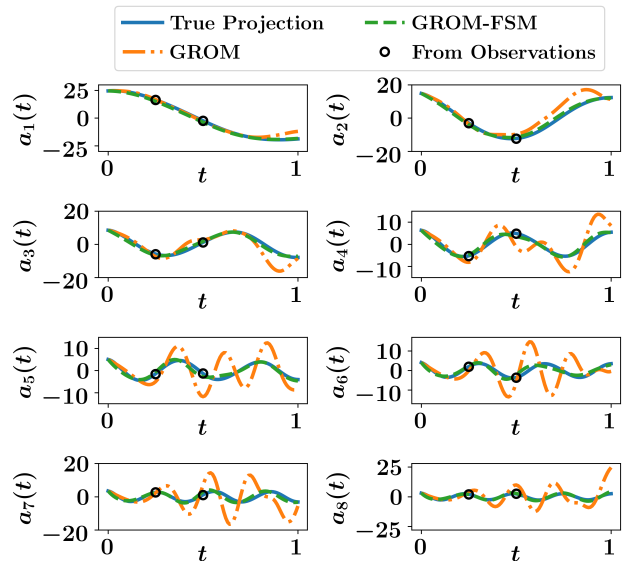 True Projection GROM-FSM
GROM From Observations
25
0
−25
a₁(t)
0 1
t
20
0
−20
a₂(t)
0 1
t
20
0
−20
a₃(t)
0 1
t
10
0
−10
a₄(t)
0 1
t
10
0
−10
a₅(t)
0 1
t
10
0
−10
a₆(t)
0 1
t
20
0
−20
a₇(t)
0 1
t
25
0
−25
a₈(t)
0 1
t